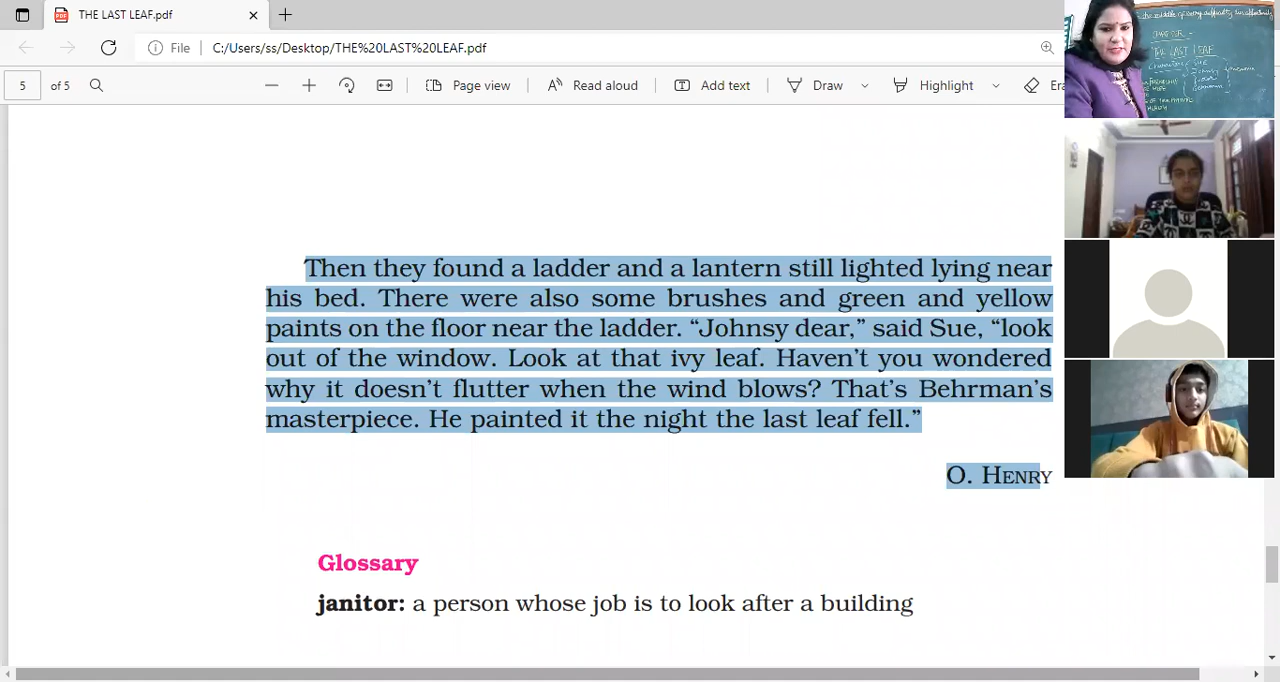 THE LAST LEAF.pdf
File
C:/Users/ss/Desktop/THE%20LAST%20LEAF.pdf
5 of 5
Page view
Read aloud
Add text
Draw
Highlight
Era
Then they found a ladder and a lantern still lighted lying near
his bed. There were also some brushes and green and yellow
paints on the floor near the ladder. “Johnsy dear,” said Sue, “look
out of the window. Look at that ivy leaf. Haven’t you wondered
why it doesn’t flutter when the wind blows? That’s Behrman’s
masterpiece. He painted it the night the last leaf fell.”
O. HENRY
Glossary
janitor: a person whose job is to look after a building
THE LAST LEAF